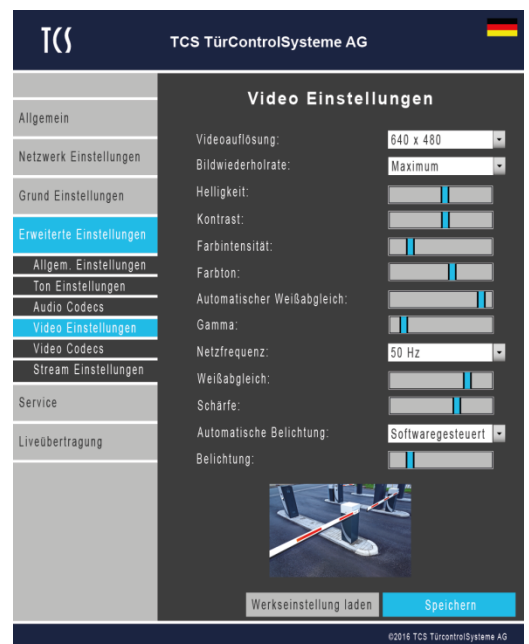 TCS
TCS TürControlSysteme AG
Allgemein
Netzwerk Einstellungen
Grund Einstellungen
Erweiterte Einstellungen
Allgem. Einstellungen
Ton Einstellungen
Audio Codecs
Video Einstellungen
Video Codecs
Stream Einstellungen
Service
Liveübertragung
Video Einstellungen
Videoauflösung: 640 x 480
Bildwiederholrate: Maximum
Helligkeit:
Kontrast:
Farbintensität:
Farbton:
Automatischer Weißabgleich:
Gamma:
Netzfrequenz: 50 Hz
Weißabgleich:
Schärfe:
Automatische Belichtung: Softwaregesteuert
Belichtung:
Werkseinstellung laden Speichern
©2016 TCS TürcontrolSysteme AG